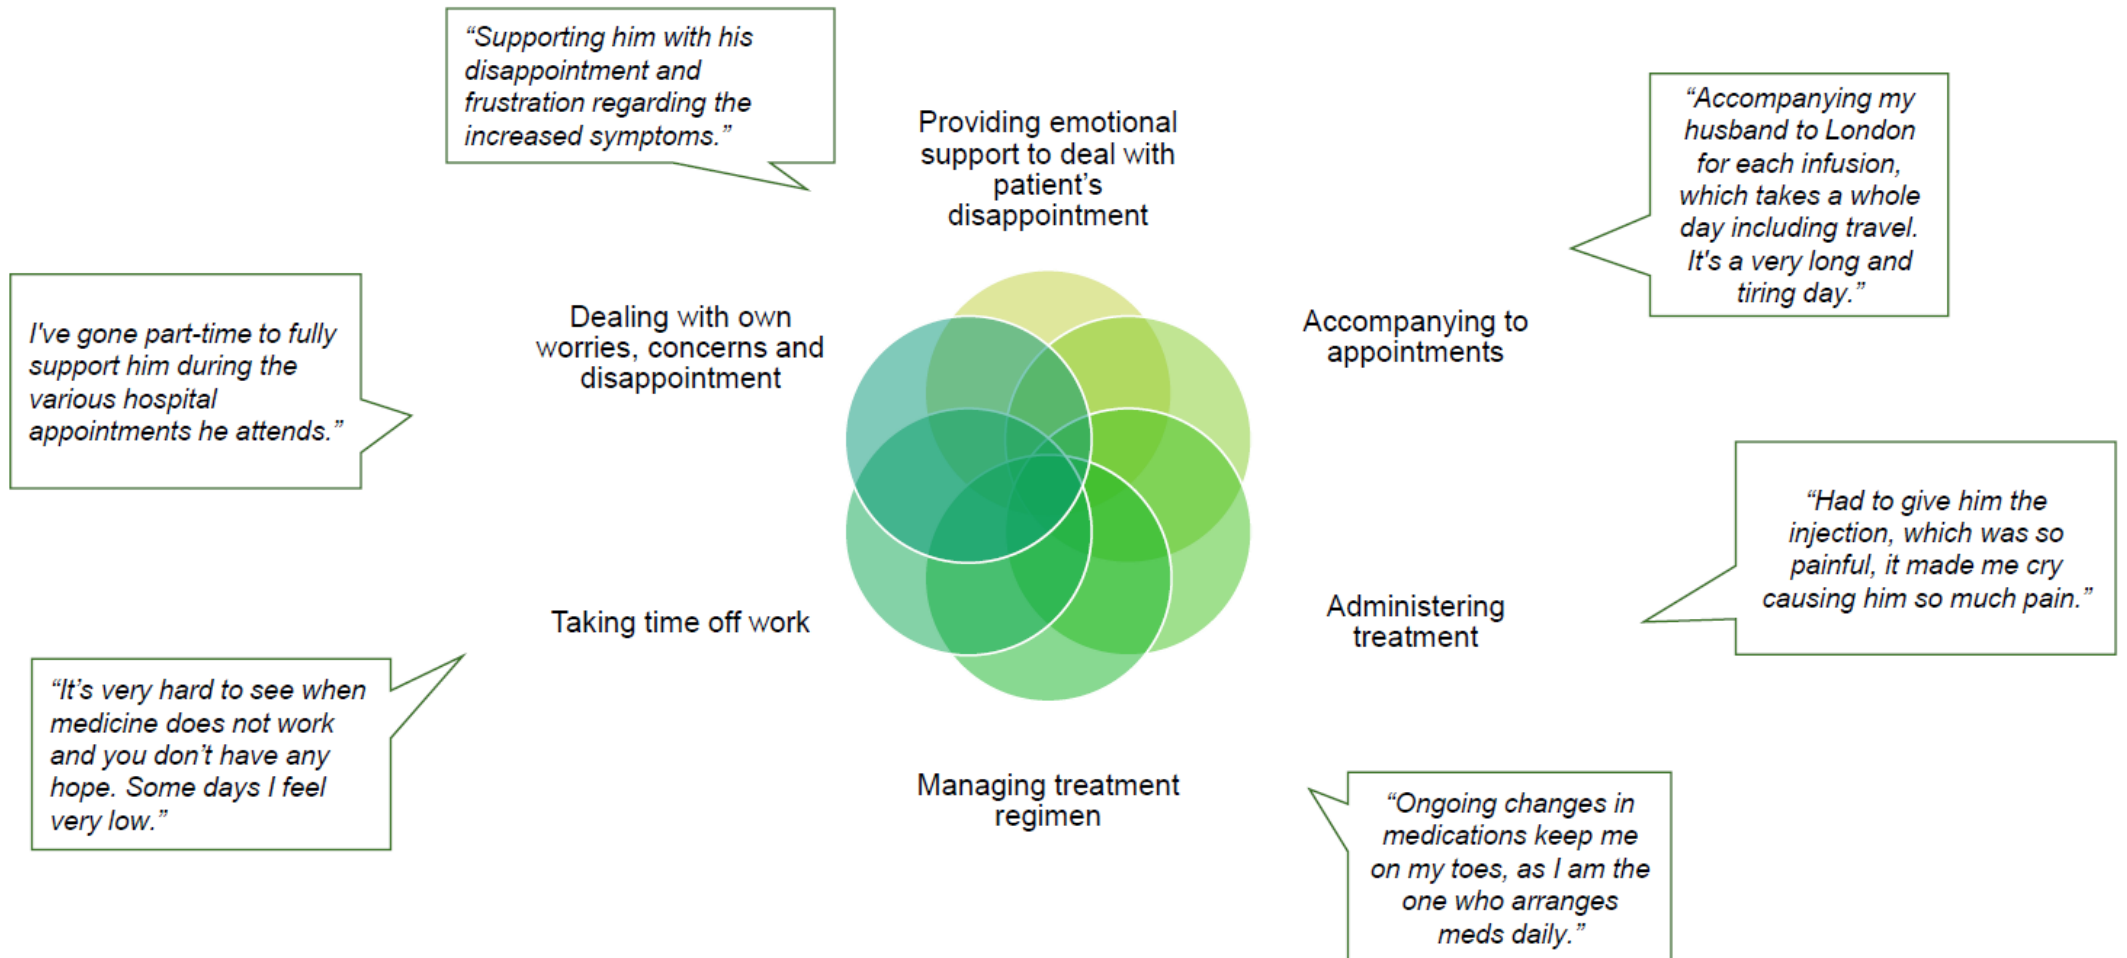 “Supporting him with his
disappointment and
frustration regarding the
increased symptoms.”
Providing emotional
support to deal with
patient’s
disappointment
“Accompanying my
husband to London
for each infusion,
which takes a whole
day including travel.
It's a very long and
tiring day.”
I've gone part-time to fully
support him during the
various hospital
appointments he attends.”
Dealing with own
worries, concerns and
disappointment
Accompanying to
appointments
“Had to give him the
injection, which was so
painful, it made me cry
causing him so much pain.”
Taking time off work
Administering
treatment
“It’s very hard to see when
medicine does not work
and you don’t have any
hope. Some days I feel
very low.”
Managing treatment
regimen
“Ongoing changes in
medications keep me
on my toes, as I am the
one who arranges
meds daily.”